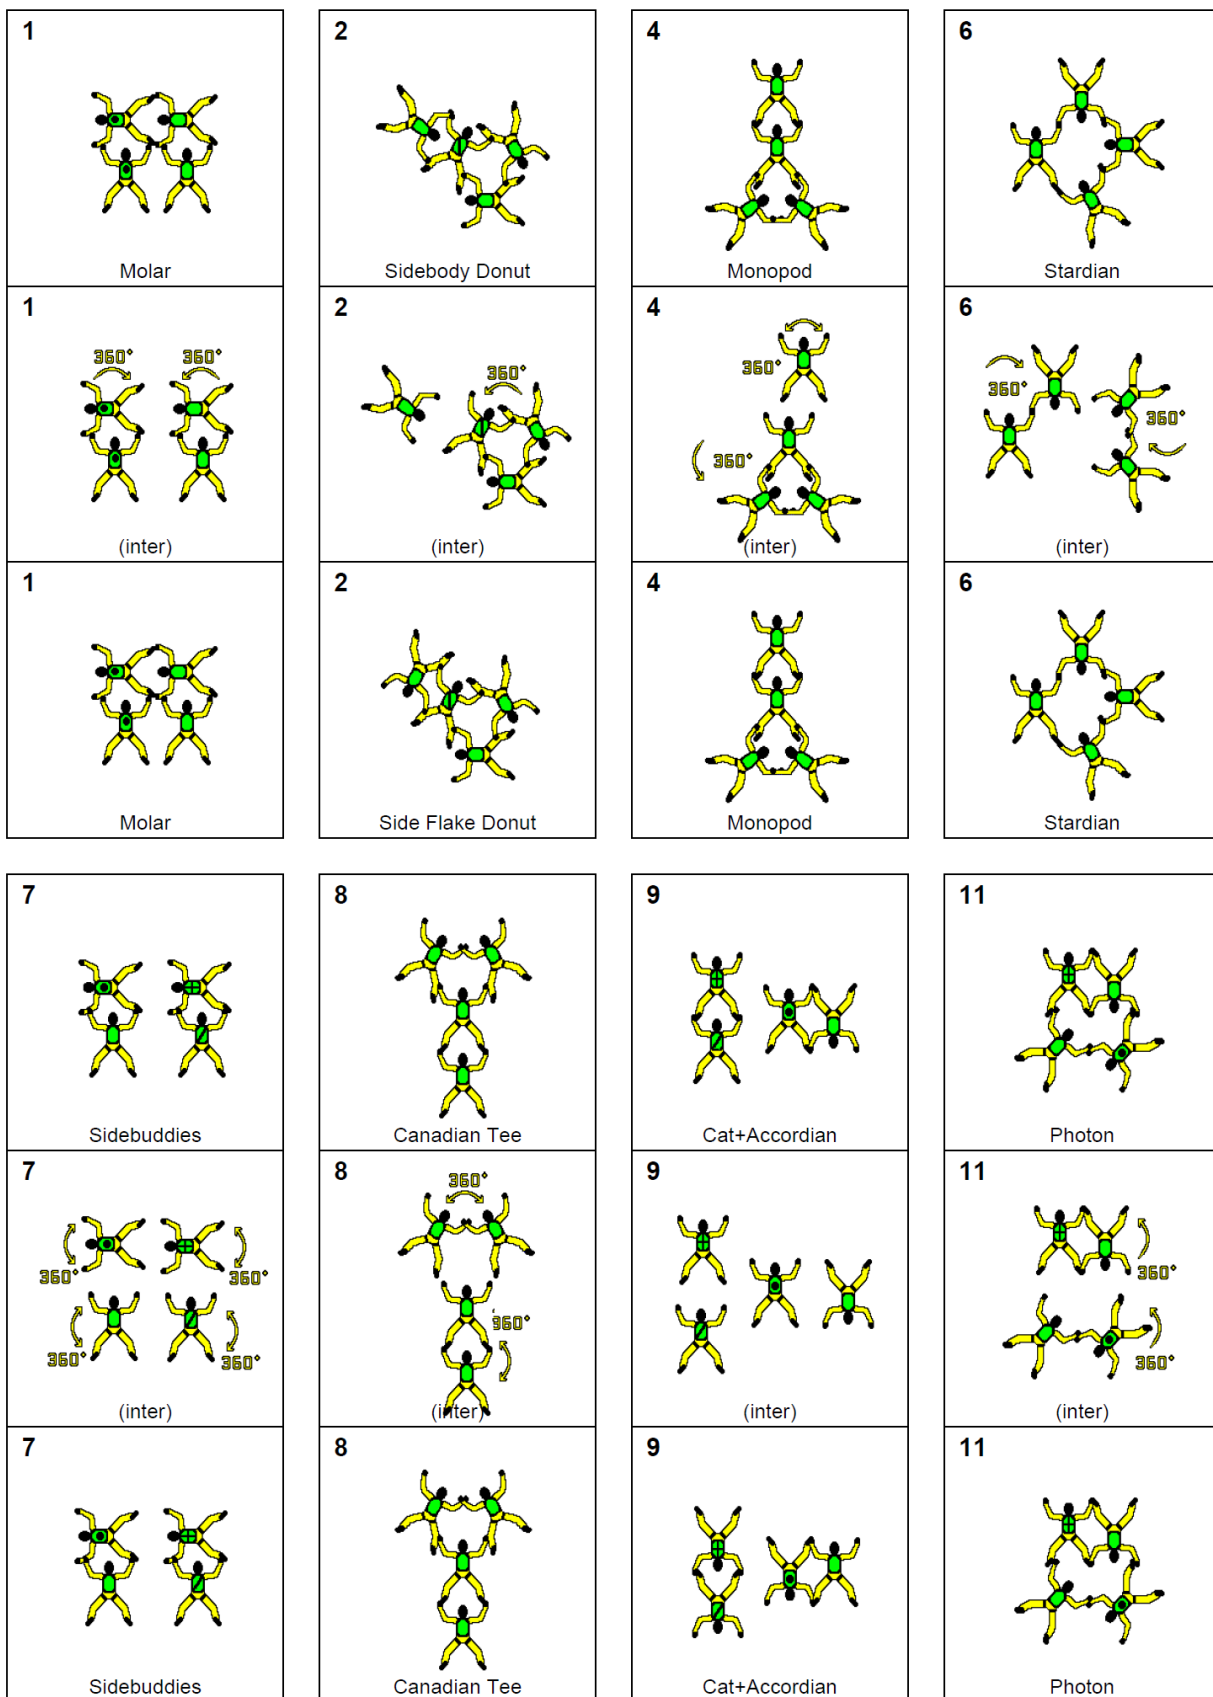 1 2 4 6
Molar Sidebody Donut Monopod Stardian
1 2 4 6
360° 360°
360°
360°
360°
360°
360°
(inter) (inter) (inter) (inter)
1 2 4 6
Molar Side Flake Donut Monopod Stardian
7 8 9 11
Sidebuddies Canadian Tee Cat+Accordian Photon
7 8 9 11
360°
360° 360°
360° 360°
360°
360°
360°
(inter) (inter) (inter) (inter)
7 8 9 11
Sidebuddies Canadian Tee Cat+Accordian Photon